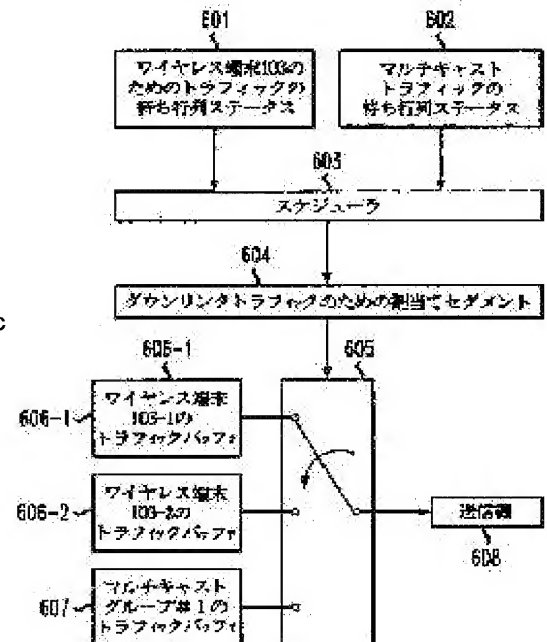 601
602
ワイヤレス端末103の
ためのトラフィックの
待ち行列ステータス
マルチキャスト
トラフィックの
待ち行列ステータス
603
スケジューラ
604
ダウンリンクトラフィックのための割当てセグメント
c
606-1
605
606-1
ワイヤレス端末
103-1の
トラフィックバッファ
606-2
ワイヤレス端末
103-2の
トラフィックバッファ
送信機
608
607
マルチキャスト
グループ#1の
トラフィックバッファ